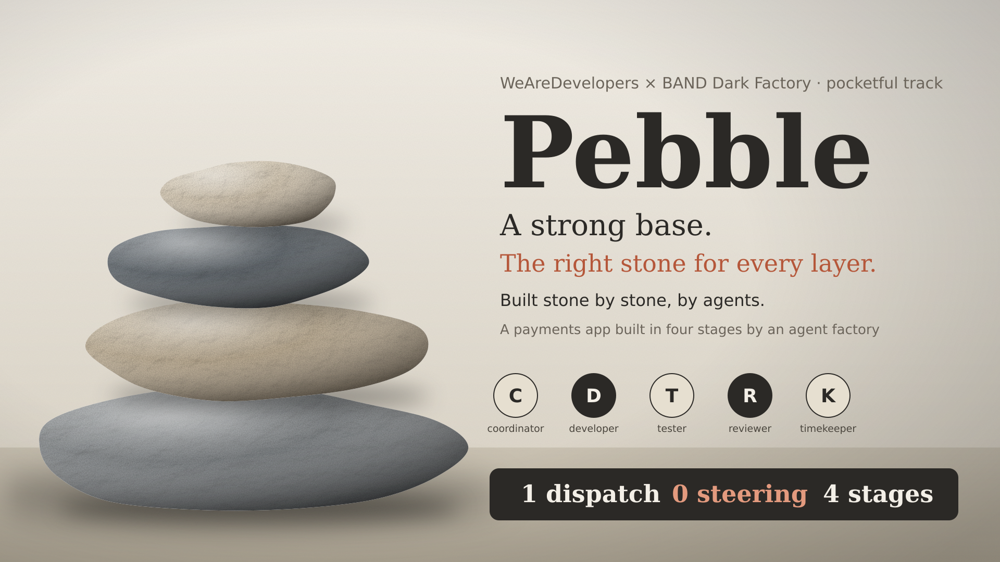 WeAreDevelopers × BAND Dark Factory · pocketful track
Pebble
A strong base.
The right stone for every layer.
Built stone by stone, by agents.
A payments app built in four stages by an agent factory
C D T R K
coordinator developer tester reviewer timekeeper
1 dispatch 0 steering 4 stages